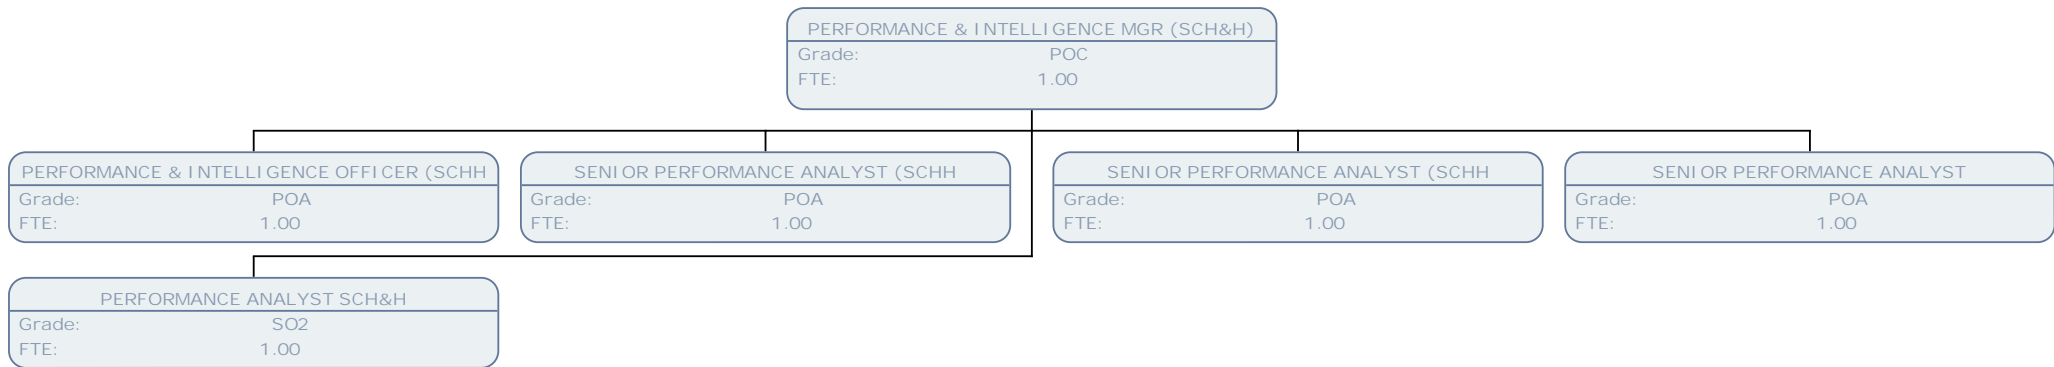 PERFORMANCE & INTELLIGENCE MGR (SCH&H)
Grade: POC
FTE: 1.00
PERFORMANCE & INTELLIGENCE OFFICER (SCHH
Grade: POA
FTE: 1.00
SENIOR PERFORMANCE ANALYST (SCHH
Grade: POA
FTE: 1.00
SENIOR PERFORMANCE ANALYST (SCHH
Grade: POA
FTE: 1.00
SENIOR PERFORMANCE ANALYST
Grade: POA
FTE: 1.00
PERFORMANCE ANALYST SCH&H
Grade: SO2
FTE: 1.00